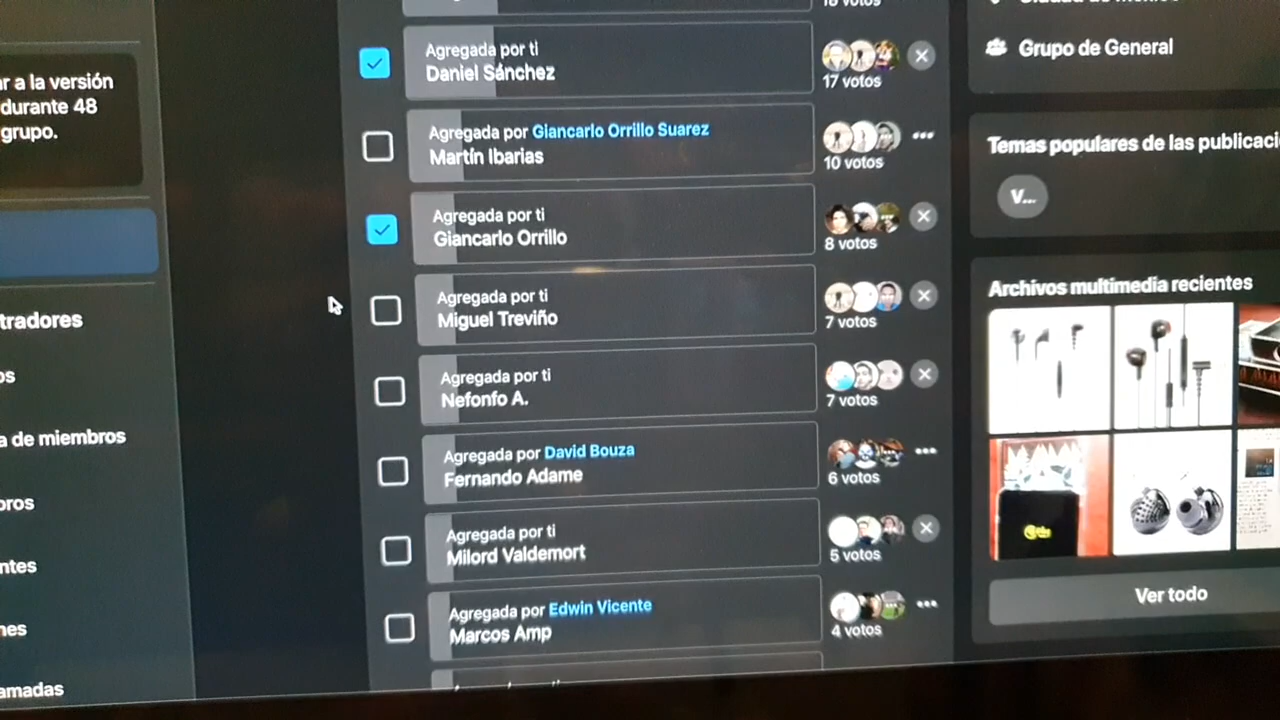 ar a la versión
durante 48
grupo.
tradores
os
a de miembros
ntes
nes
amadas
votos
Agregada por ti
Daniel Sánchez
17 votos
Agregada por Giancarlo Orrillo Suarez
Martín Ibarias
10 votos
Agregada por ti
Giancarlo Orrillo
8 votos
Agregada por ti
Miguel Treviño
7 votos
Agregada por ti
Nefonfo A.
7 votos
Agregada por David Bouza
Fernando Adame
6 votos
Agregada por ti
Milord Valdemort
5 votos
Agregada por Edwin Vicente
Marcos Amp
4 votos
Grupo de General
Temas populares de las publicaci
V...
Archivos multimedia recientes
Ver todo